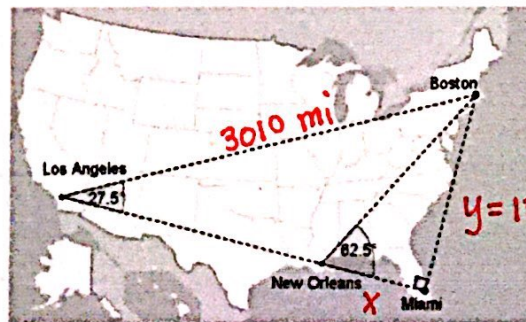 Boston
3010 mi
Los Angeles
27.5°
y=1
62.5°
New Orleans
x
Miami